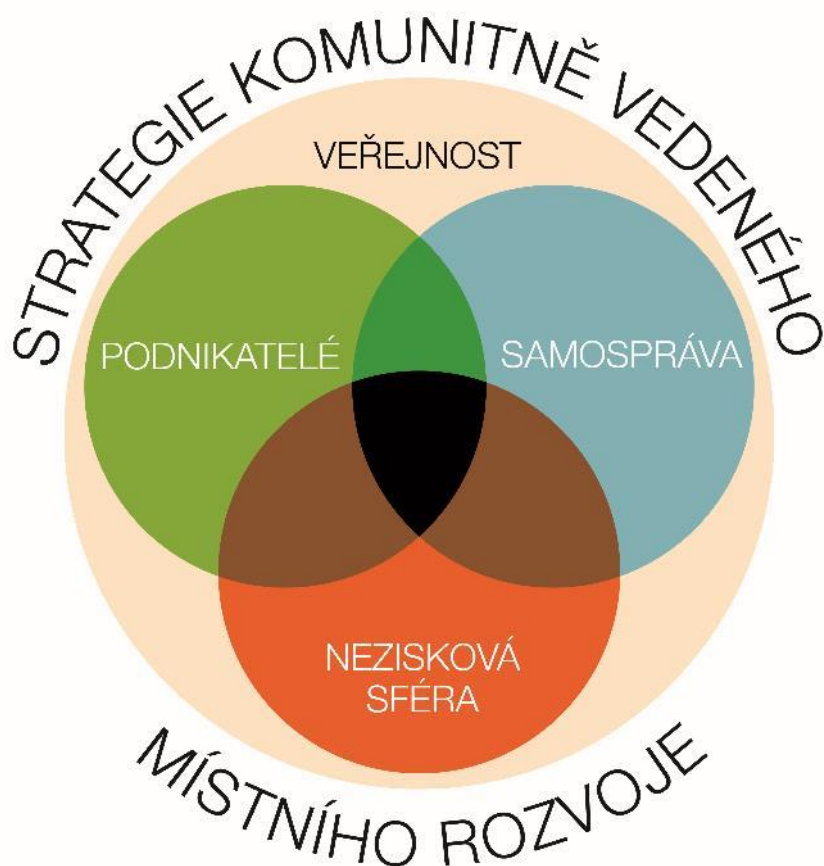 STRATEGIE KOMUNITNĚ VEDENÉHO
VEŘEJNOST
PODNIKATELÉ
SAMOSPRÁVA
NEZISKOVÁ
SFÉRA
MÍSTNÍHO ROZVOJE